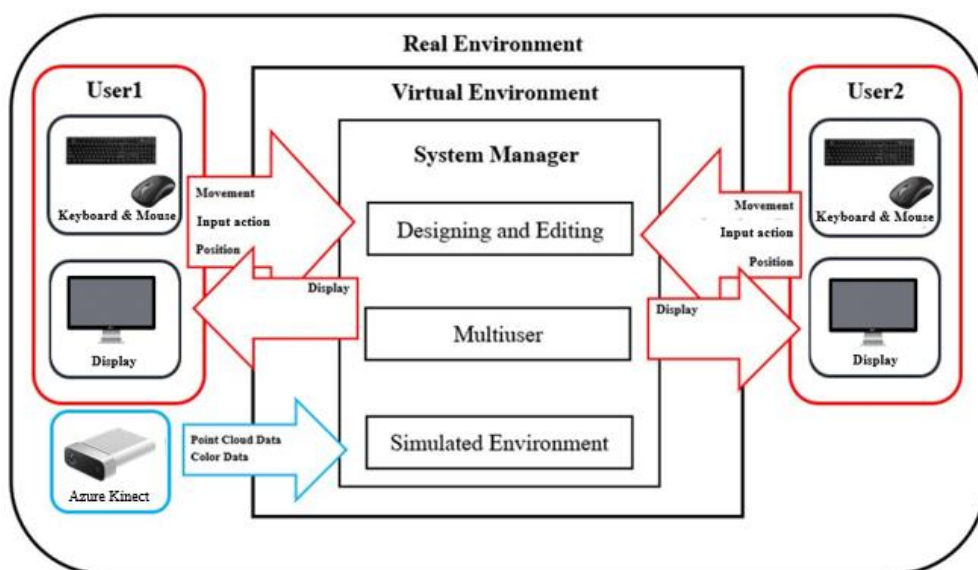 Real Environment
User1
Virtual Environment
User2
System Manager
Keyboard & Mouse
Movement
Input action
Position
Designing and Editing
Movement
Input action
Position
Keyboard & Mouse
Display
Display
Multiuser
Display
Display
Point Cloud Data
Color Data
Simulated Environment
Azure Kinect